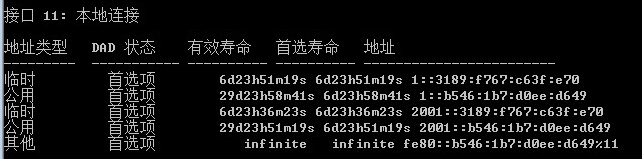 接口 11: 本地连接
地址类型 DAD 状态 有效寿命 首选寿命 地址
--------- ----------- ---------- ---------- ------------------------
临时 首选项 6d23h51m19s 6d23h51m19s 1::3189:f767:c63f:e70
公用 首选项 29d23h58m41s 6d23h58m41s 1::b546:1b7:d0ee:d649
临时 首选项 6d23h36m23s 6d23h36m23s 2001::3189:f767:c63f:e70
公用 首选项 29d23h51m19s 6d23h51m19s 2001::b546:1b7:d0ee:d649
其他 首选项 infinite infinite fe80::b546:1b7:d0ee:d649%11